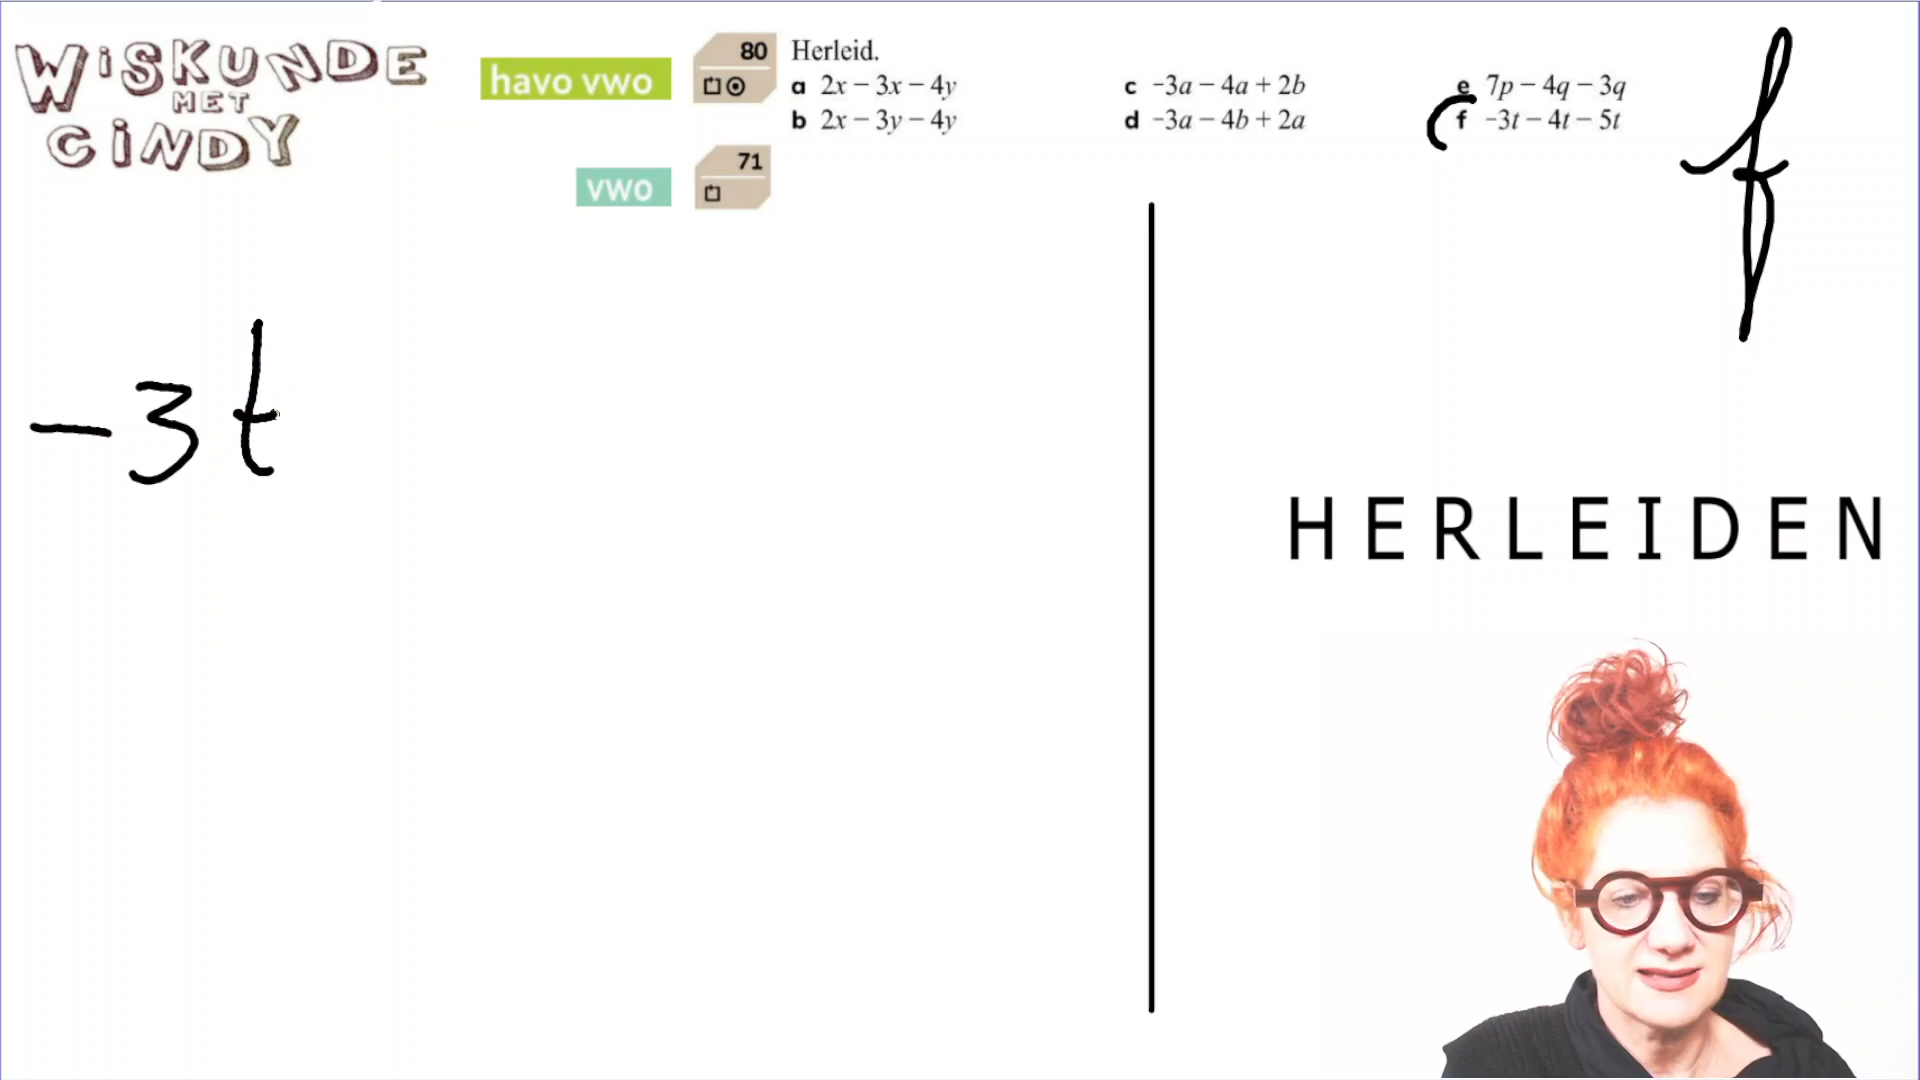 WiSKUNDE
MET
CiNDY
havo vwo
80
Herleid.
a 2x − 3x − 4y
b 2x − 3y − 4y
c -3a − 4a + 2b
d -3a − 4b + 2a
e 7p − 4q − 3q
f -3t − 4t − 5t
vwo
71
f
-3t
HERLEIDEN